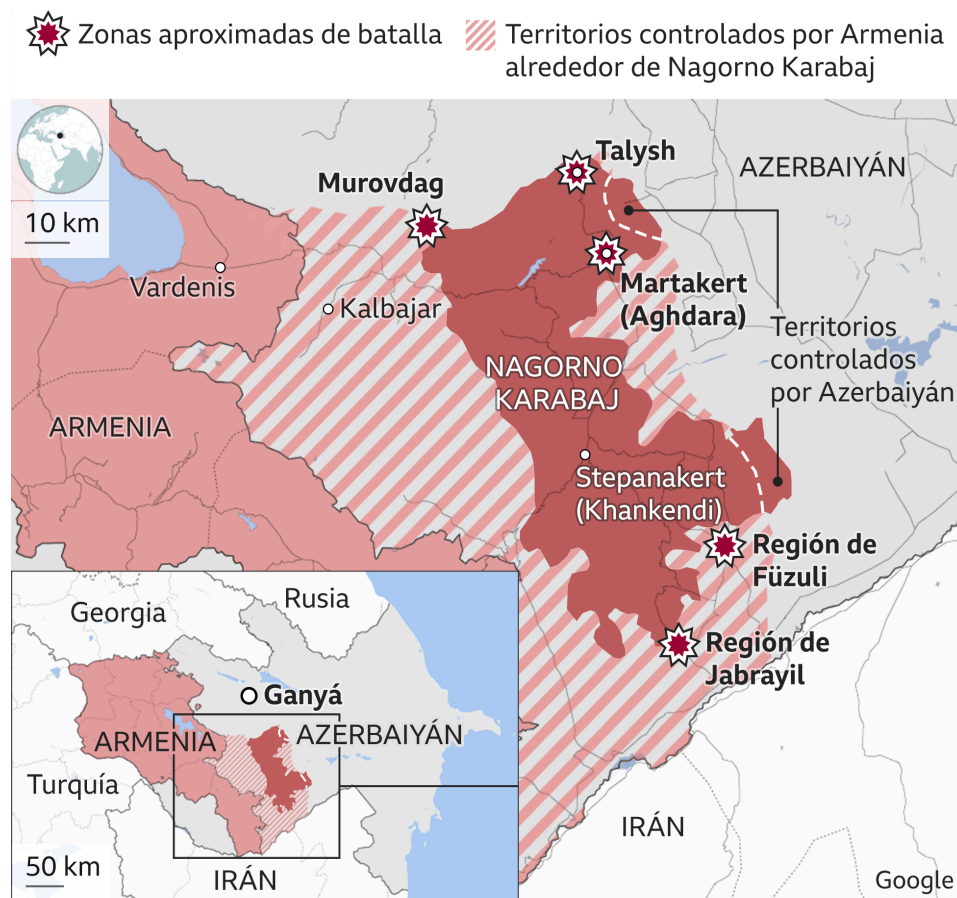 Zonas aproximadas de batalla
Territorios controlados por Armenia
alrededor de Nagorno Karabaj
10 km
Talysh
AZERBAIYÁN
Murovdag
Vardenis
Kalbajar
Martakert
(Aghdara)
Territorios
controlados
por Azerbaiyán
NAGORNO
KARABAJ
ARMENIA
Stepanakert
(Khankendi)
Región de
Füzuli
Región de
Jabrayil
IRÁN
Google
Georgia
Rusia
Ganyá
ARMENIA
AZERBAIYÁN
Turquía
50 km
IRÁN